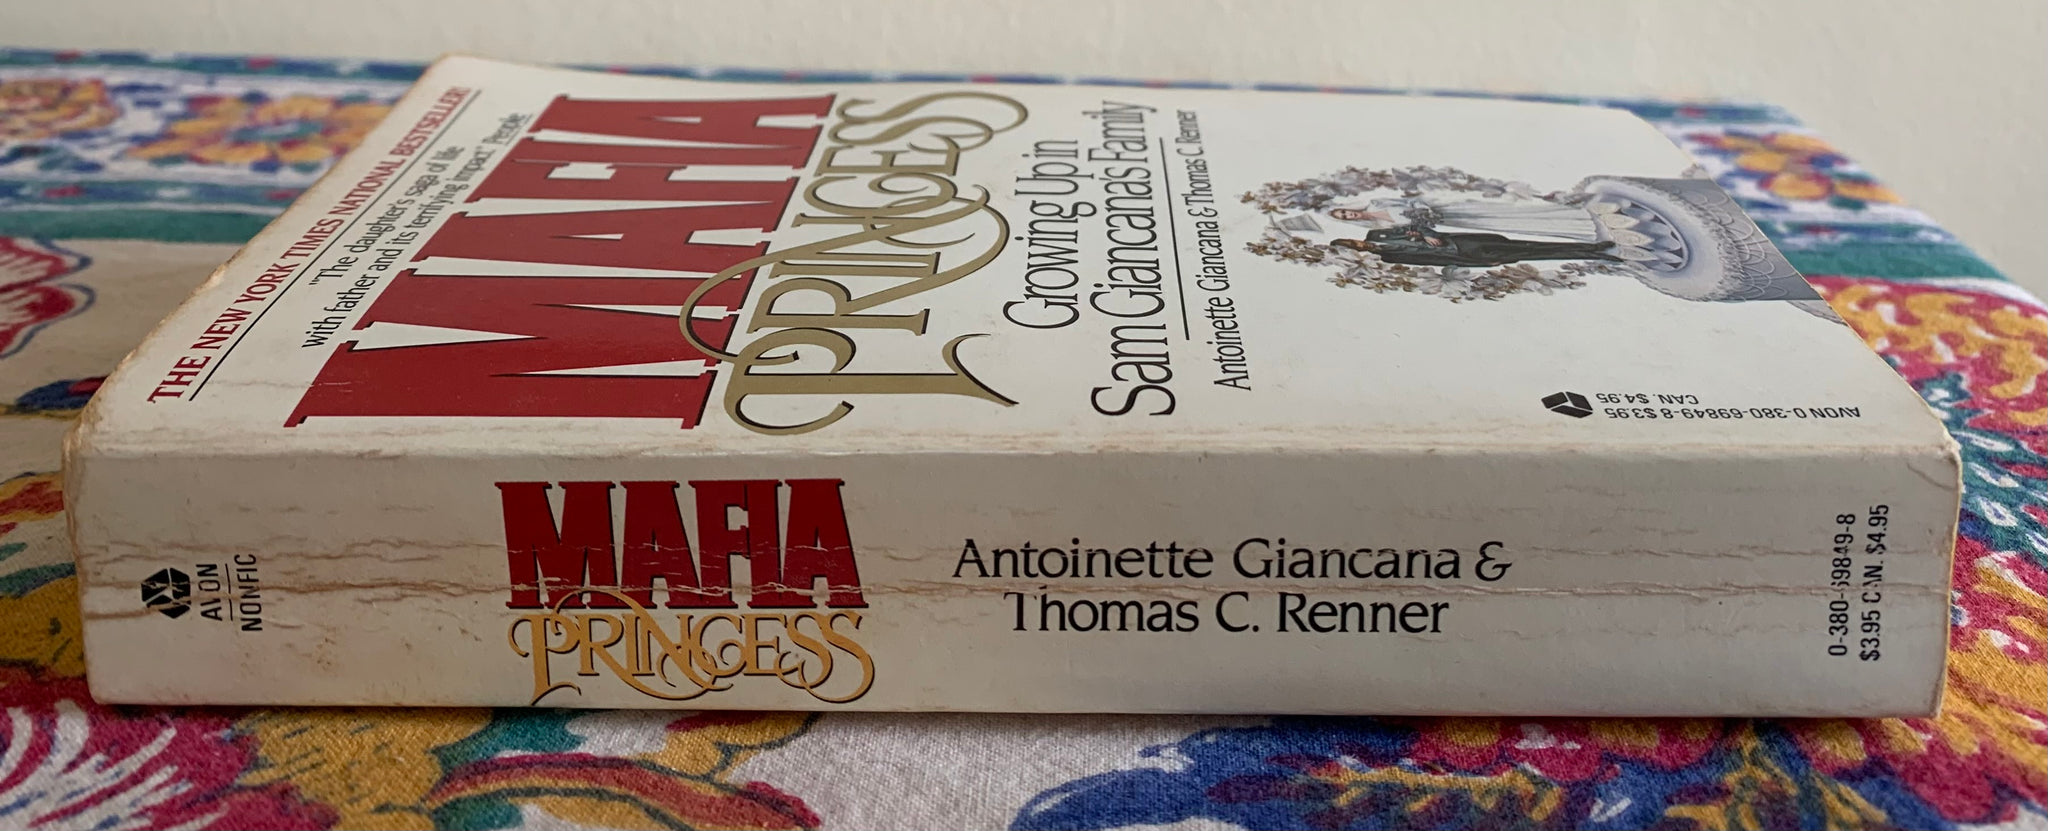 THE NEW YORK TIMES NATIONAL BESTSELLER!
"The daughter's saga of life
with father and its terrifying impact." People
MAFIA
PRINCESS
Growing Up in
Sam Giancana's Family
Antoinette Giancana & Thomas C. Renner
AVON 0-380-69849-8 $3.95
CAN. $4.95
AVON
NONFIC
MAFIA
PRINCESS
Antoinette Giancana &
Thomas C. Renner
0-380-69849-8
$3.95 CAN. $4.95